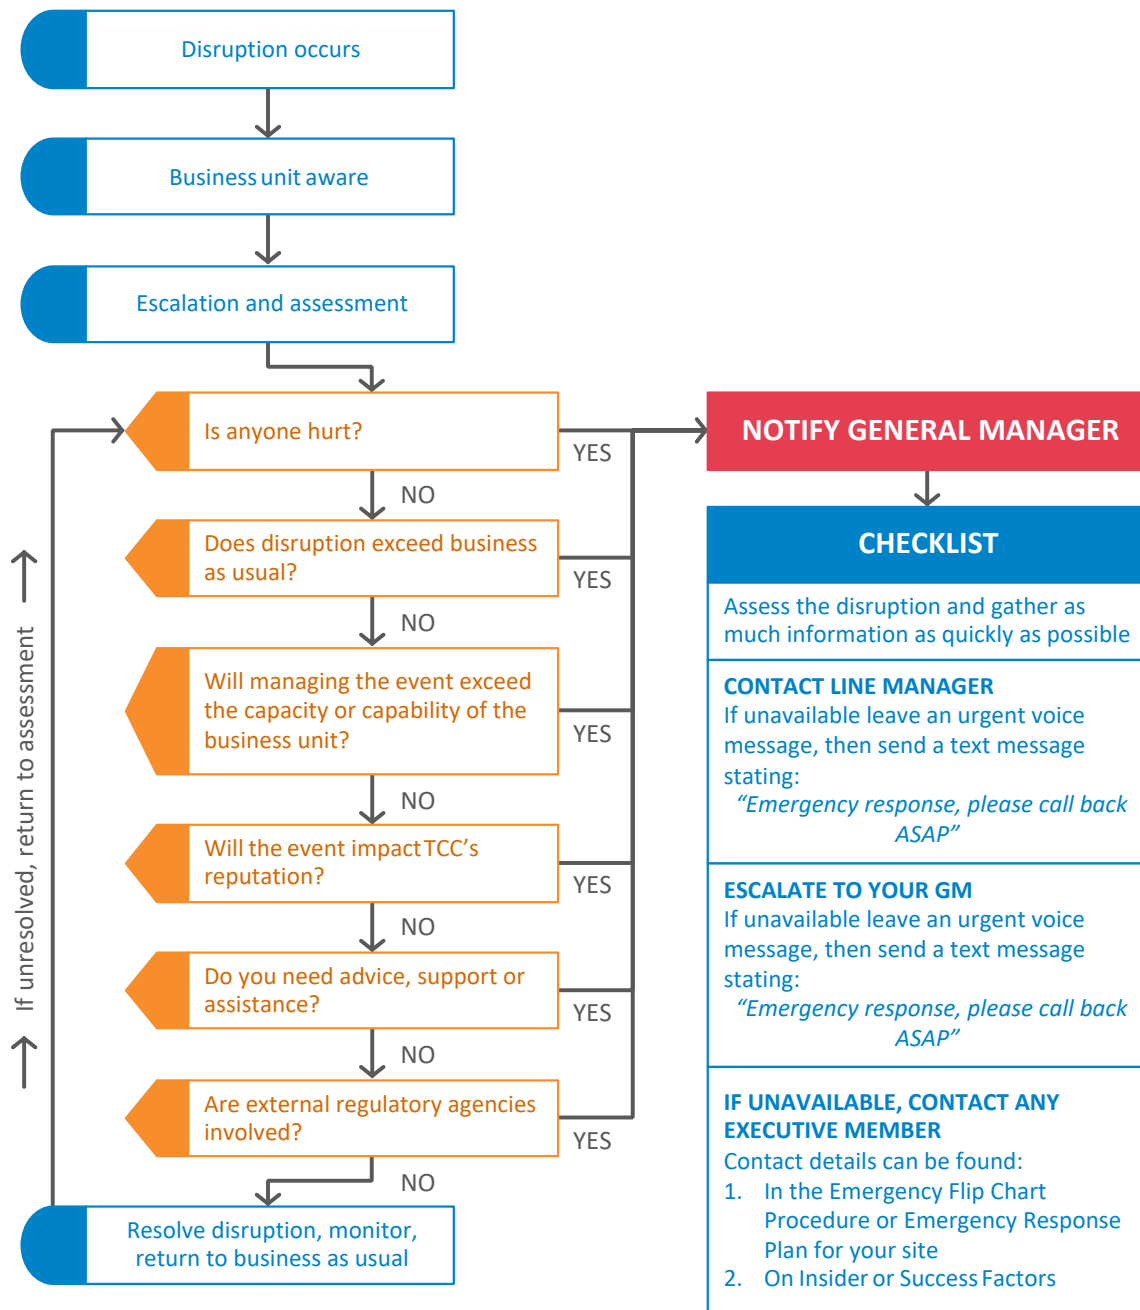 Disruption occurs
Business unit aware
Escalation and assessment
Is anyone hurt?
YES
NO
Does disruption exceed business
as usual?
YES
NO
Will managing the event exceed
the capacity or capability of the
business unit?
YES
NO
Will the event impact TCC’s
reputation?
YES
NO
Do you need advice, support or
assistance?
YES
NO
Are external regulatory agencies
involved?
YES
NO
Resolve disruption, monitor,
return to business as usual
If unresolved, return to assessment
NOTIFY GENERAL MANAGER
CHECKLIST
Assess the disruption and gather as
much information as quickly as possible
CONTACT LINE MANAGER
If unavailable leave an urgent voice
message, then send a text message
stating:
“Emergency response, please call back
ASAP”
ESCALATE TO YOUR GM
If unavailable leave an urgent voice
message, then send a text message
stating:
“Emergency response, please call back
ASAP”
IF UNAVAILABLE, CONTACT ANY
EXECUTIVE MEMBER
Contact details can be found:
1. In the Emergency Flip Chart
Procedure or Emergency Response
Plan for your site
2. On Insider or Success Factors